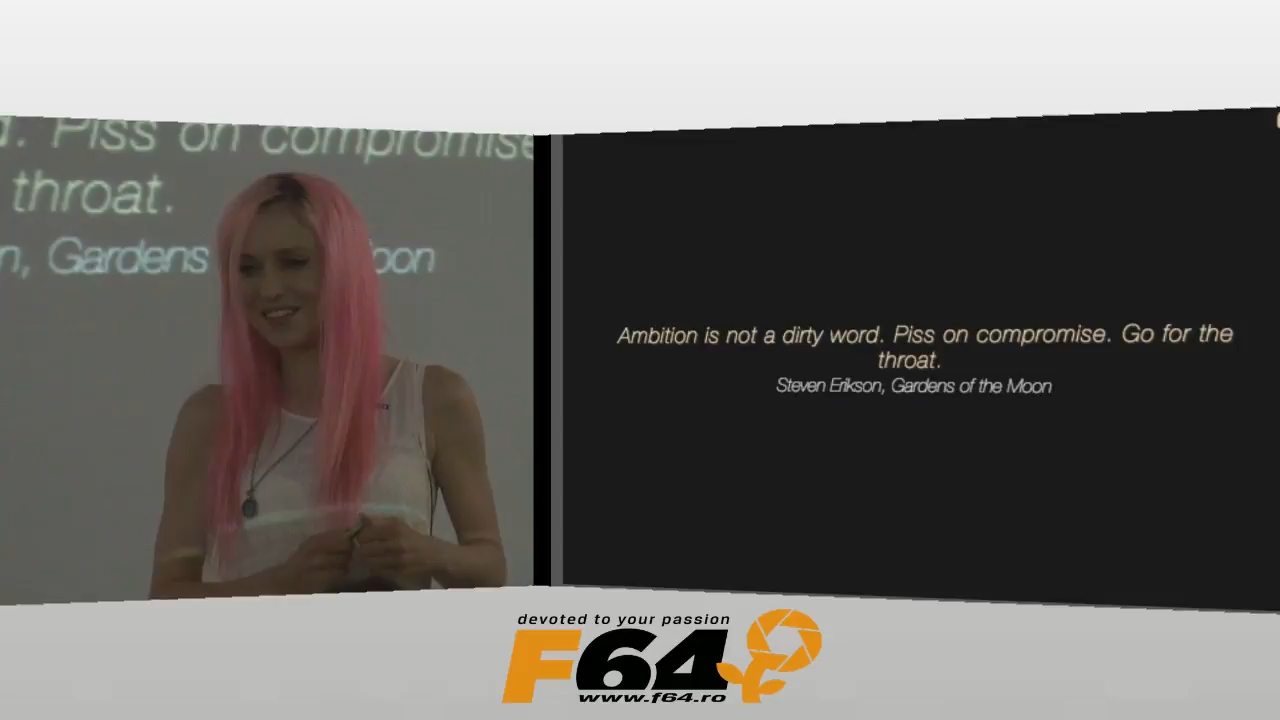 d. Piss on compromise
throat.
n, Gardens oon
Ambition is not a dirty word. Piss on compromise. Go for the
throat.
Steven Erikson, Gardens of the Moon
devoted to your passion
F64
www.f64.ro